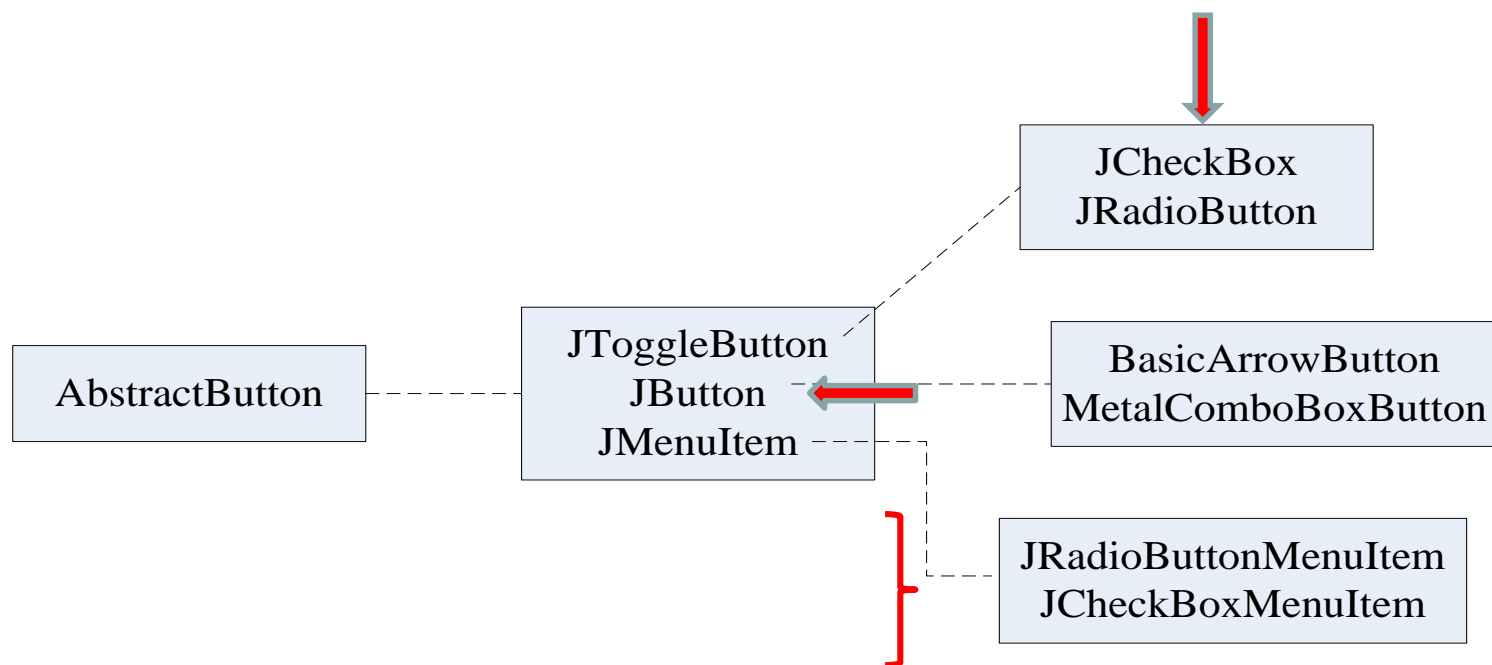 JCheckBox
JRadioButton
AbstractButton
JToggleButton
JButton
JMenuItem
BasicArrowButton
MetalComboBoxButton
JRadioButtonMenuItem
JCheckBoxMenuItem